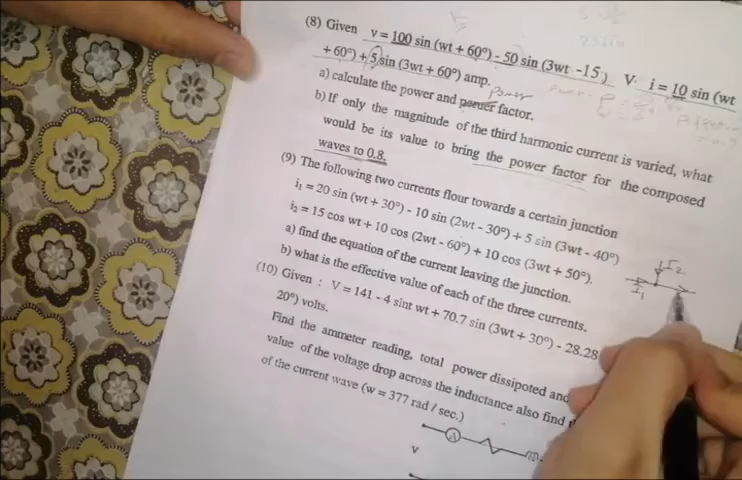 (8) Given v = 100 sin (wt + 60°) - 50 sin (3wt -15 ) V i = 10 sin (wt
+ 60°) + 5 sin (3wt + 60°) amp.
a) calculate the power and paruer factor.
power
b) If only the magnitude of the third harmonic current is varied, what
would be its value to bring the power factor for the composed
waves to 0.8.
(9) The following two currents flour towards a certain junction
i₁ = 20 sin (wt + 30°) - 10 sin (2wt - 30°) + 5 sin (3wt - 40°)
i₂ = 15 cos wt + 10 cos (2wt - 60°) + 10 cos (3wt + 50°).
a) find the equation of the current leaving the junction.
b) what is the effective value of each of the three currents.
(10) Given : V = 141 - 4 sint wt + 70.7 sin (3wt + 30°) - 28.28
20°) volts.
Find the ammeter reading, total power dissipoted and
value of the voltage drop across the inductance also find
of the current wave (w = 377 rad / sec.)
I₂
I₁
A
v